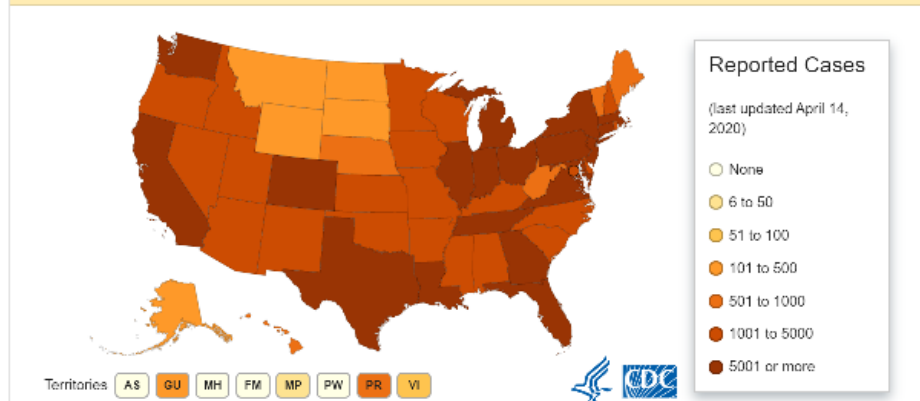 Reported Cases
(last updated April 14,
2020)
None
6 to 50
51 to 100
101 to 500
501 to 1000
1001 to 5000
5001 or more
Territories AS GU MH FM MP PW PR VI
CDC